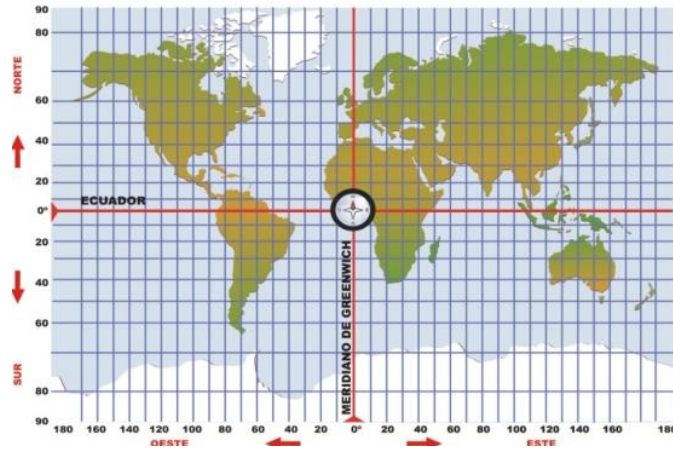 90
80
NORTE
60
40
20
ECUADOR
0°
20
40
60
SUR
80
90
MERIDIANO DE GREENWICH
180 160 140 120 100 80 60 40 20 0° 20 40 60 80 100 120 140 160 180
OESTE
ESTE